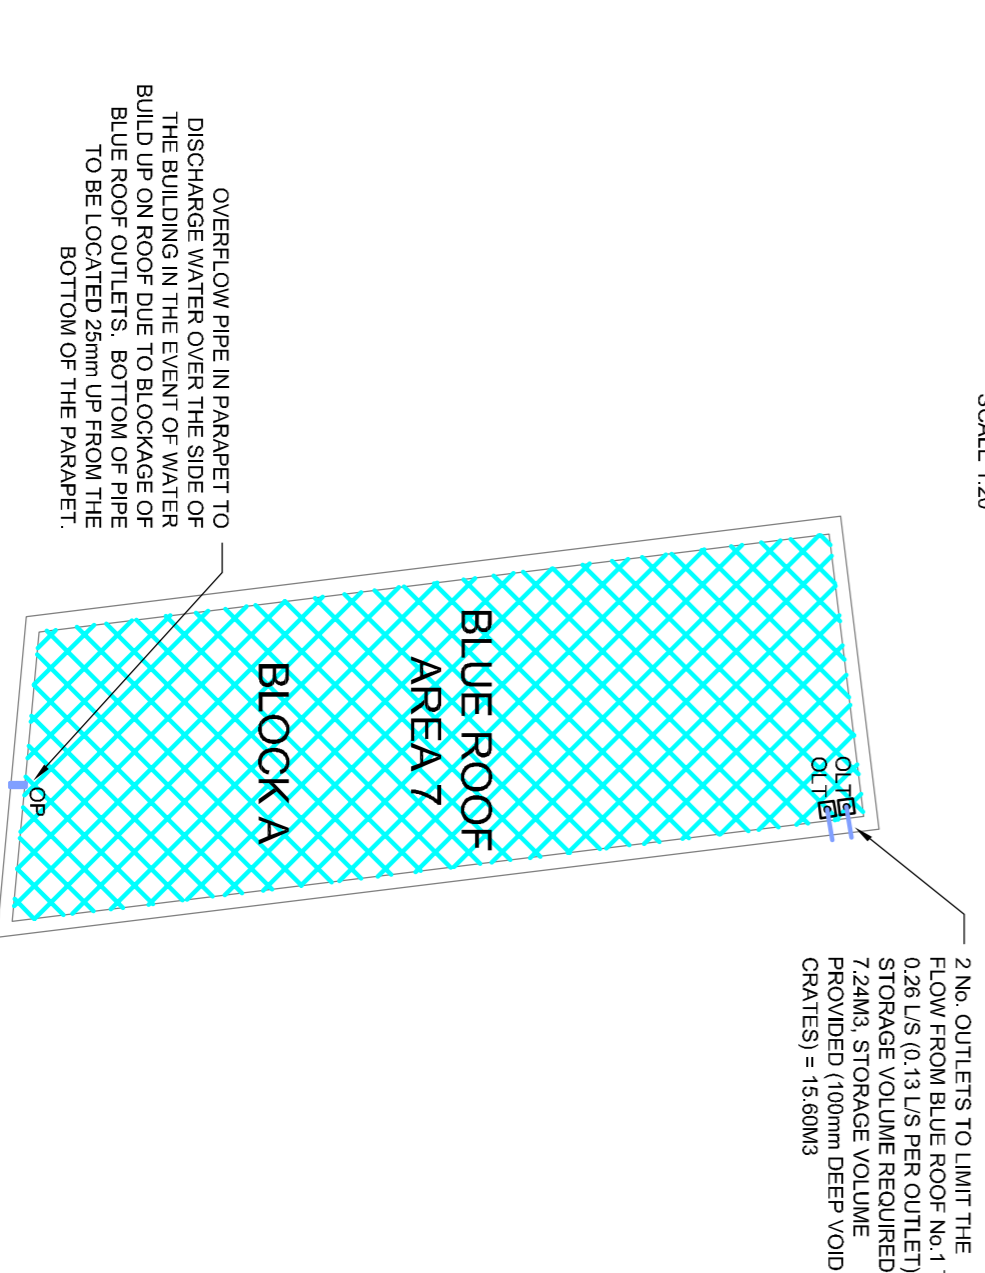 SCALE 1:20
OVERFLOW PIPE IN PARAPET TO
DISCHARGE WATER OVER THE SIDE OF
THE BUILDING IN THE EVENT OF WATER
BUILD UP ON ROOF DUE TO BLOCKAGE OF
BLUE ROOF OUTLETS. BOTTOM OF PIPE
TO BE LOCATED 25mm UP FROM THE
BOTTOM OF THE PARAPET.
BLUE ROOF
AREA 7
BLOCK A
OLT
OLT
OP
2 No. OUTLETS TO LIMIT THE
FLOW FROM BLUE ROOF No.1
0.26 L/S (0.13 L/S PER OUTLET)
STORAGE VOLUME REQUIRED
7.24M3, STORAGE VOLUME
PROVIDED (100mm DEEP VOID
CRATES) = 15.60M3